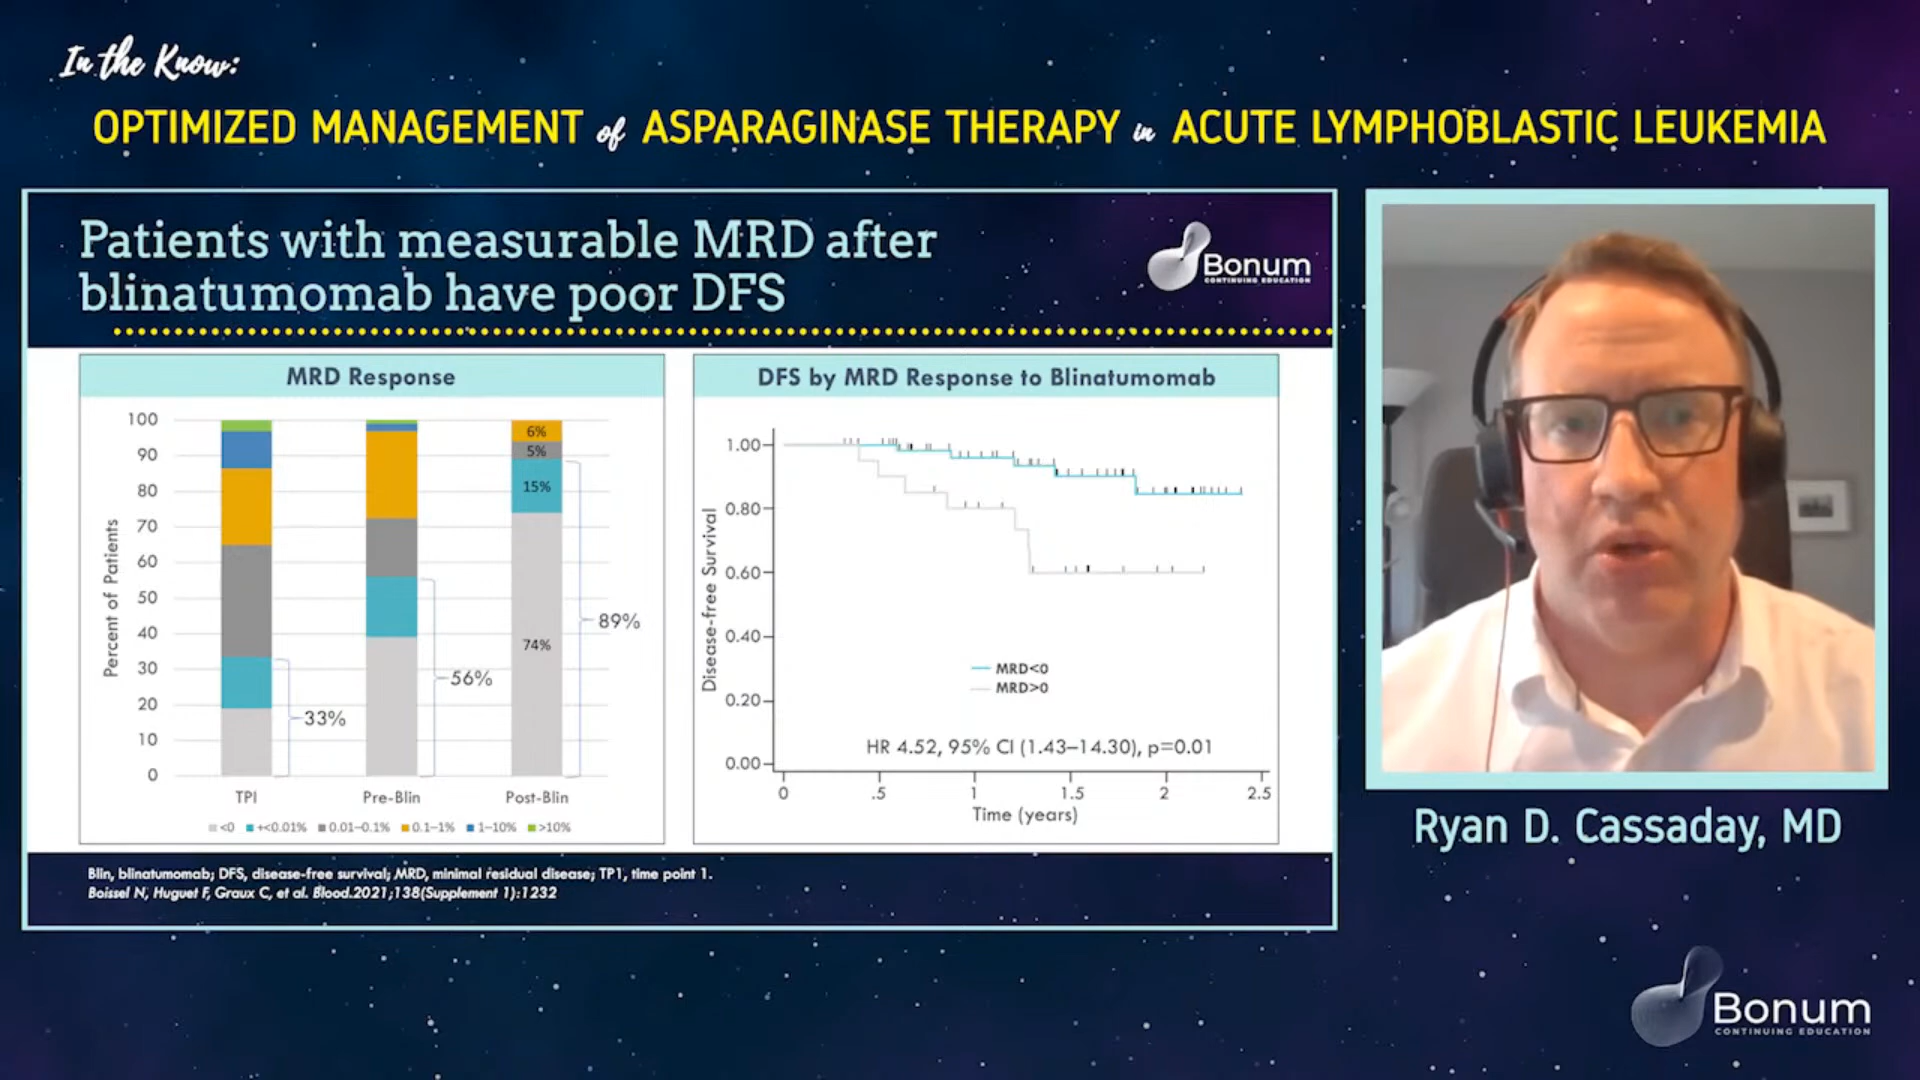 In the Know:
OPTIMIZED MANAGEMENT of ASPARAGINASE THERAPY in ACUTE LYMPHOBLASTIC LEUKEMIA
Patients with measurable MRD after
blinatumomab have poor DFS
Bonum
CONTINUING EDUCATION
MRD Response
100
90
80
70
60
50
40
30
20
10
0
Percent of Patients
33%
56%
6%
5%
15%
74%
89%
TPI
Pre-Blin
Post-Blin
<0
+<0.01%
0.01–0.1%
0.1–1%
1–10%
>10%
DFS by MRD Response to Blinatumomab
1.00
0.80
0.60
0.40
0.20
0.00
Disease-free Survival
MRD<0
MRD>0
HR 4.52, 95% CI (1.43–14.30), p=0.01
0
.5
1
1.5
2
2.5
Time (years)
Blin, blinatumomab; DFS, disease-free survival; MRD, minimal residual disease; TP1, time point 1.
Boissel N, Huguet F, Graux C, et al. Blood.2021;138(Supplement 1):1232
Ryan D. Cassaday, MD
Bonum
CONTINUING EDUCATION